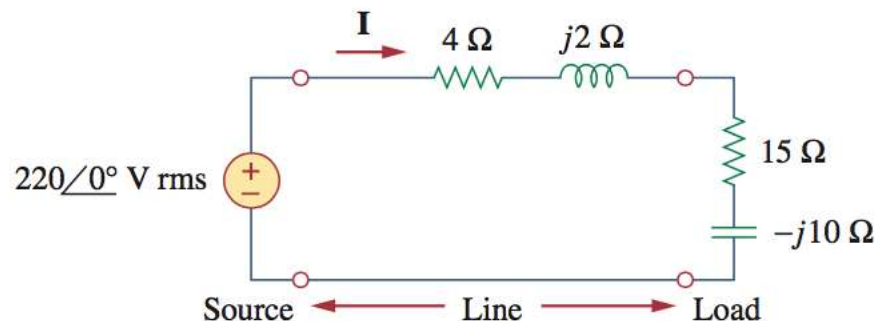 I
4 Ω
j2 Ω
15 Ω
220/0° V rms
+
−
−j10 Ω
Source Line Load